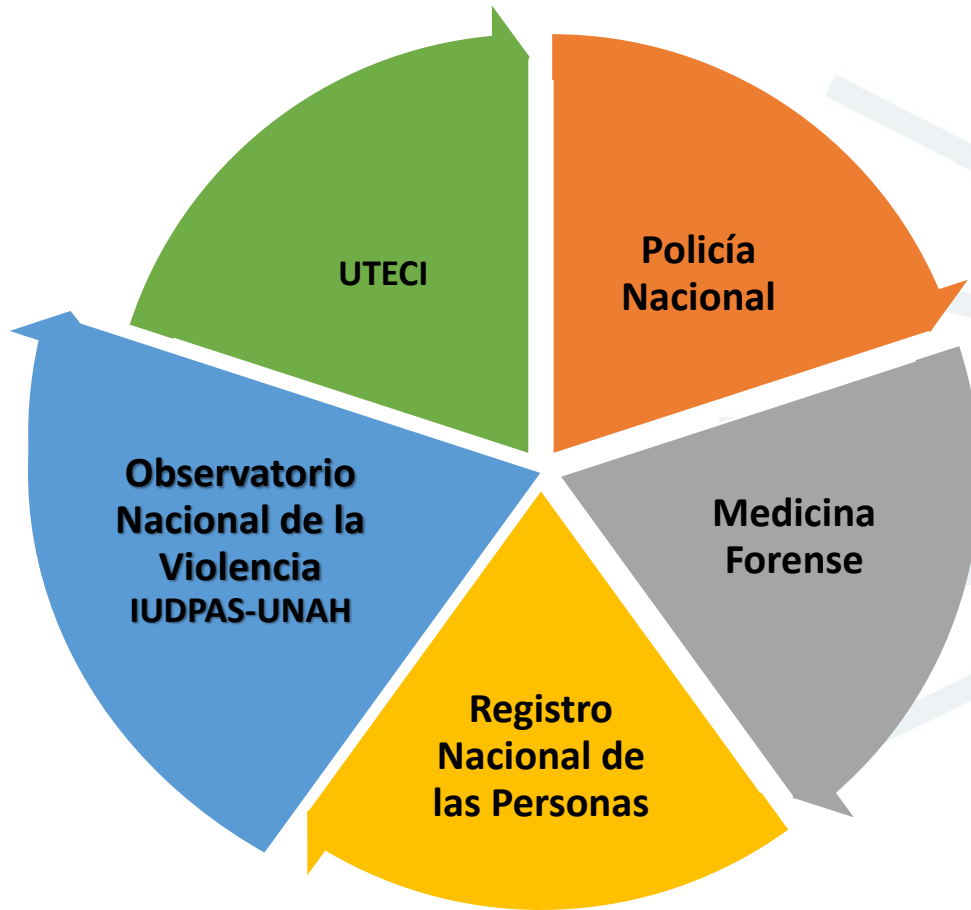 UTECI
Policía
Nacional
Observatorio
Nacional de la
Violencia
IUDPAS-UNAH
Medicina
Forense
Registro
Nacional de
las Personas